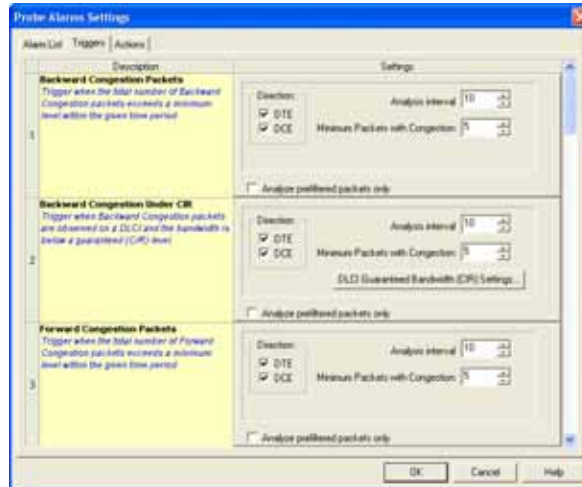 Probe Alarms Settings
Alarm List Triggers Actions
Description Settings
1
Backward Congestion Packets
Trigger when the total number of Backward
Congestion packets exceeds a minimum
level within the given time period
Direction:
DTE
DCE
Analysis interval: 10
Minimum Packets with Congestion: 5
Analyze prefiltered packets only
2
Backward Congestion Under CIR
Trigger when Backward Congestion packets
are observed on a DLCI and the bandwidth is
below a guaranteed (CIR) level
Direction:
DTE
DCE
Analysis interval: 10
Minimum Packets with Congestion: 5
DLCI Guaranteed Bandwidth (CIR) Settings...
Analyze prefiltered packets only
3
Forward Congestion Packets
Trigger when the total number of Forward
Congestion packets exceeds a minimum
level within the given time period
Direction:
DTE
DCE
Analysis interval: 10
Minimum Packets with Congestion: 5
Analyze prefiltered packets only
OK Cancel Help